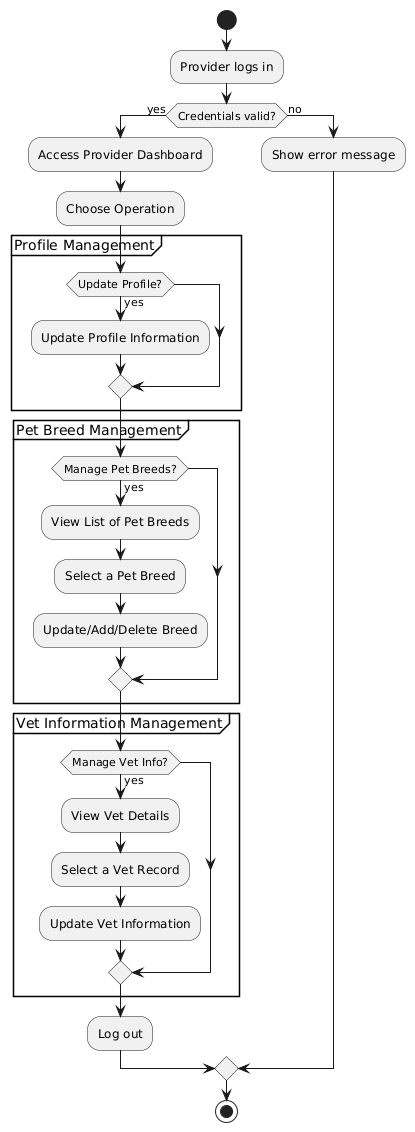 Provider logs in
Credentials valid?
yes
no
Access Provider Dashboard
Show error message
Choose Operation
Profile Management
Update Profile?
yes
Update Profile Information
Pet Breed Management
Manage Pet Breeds?
yes
View List of Pet Breeds
Select a Pet Breed
Update/Add/Delete Breed
Vet Information Management
Manage Vet Info?
yes
View Vet Details
Select a Vet Record
Update Vet Information
Log out